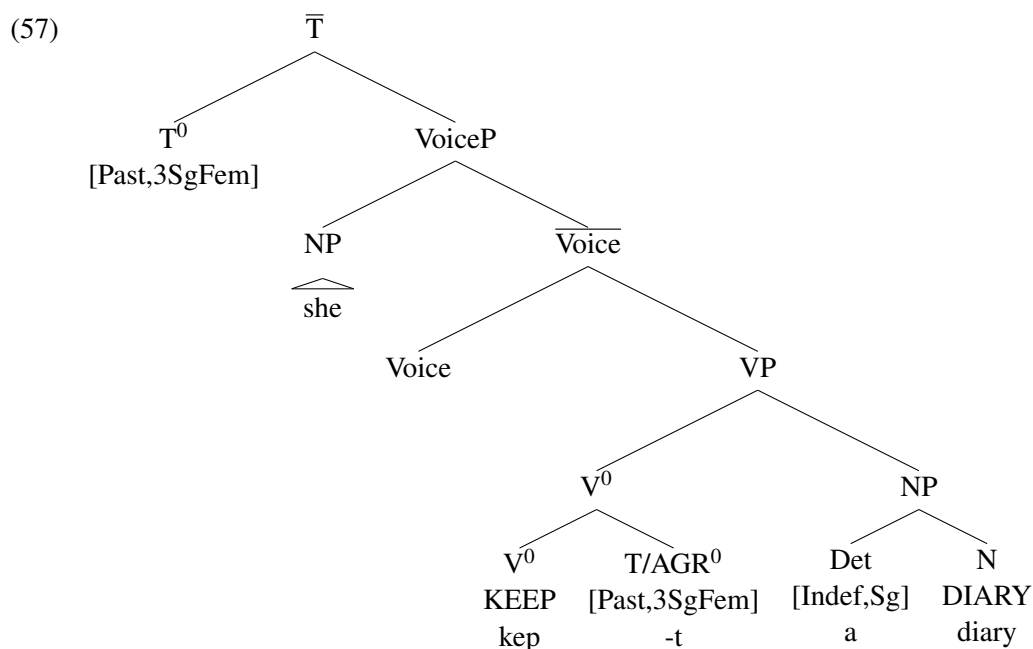 (57) T̅
T⁰ VoiceP
[Past,3SgFem]
NP V̅o̅i̅c̅e̅
she
Voice VP
V⁰ NP
V⁰ T/AGR⁰ Det N
KEEP [Past,3SgFem] [Indef,Sg] DIARY
kep -t a diary